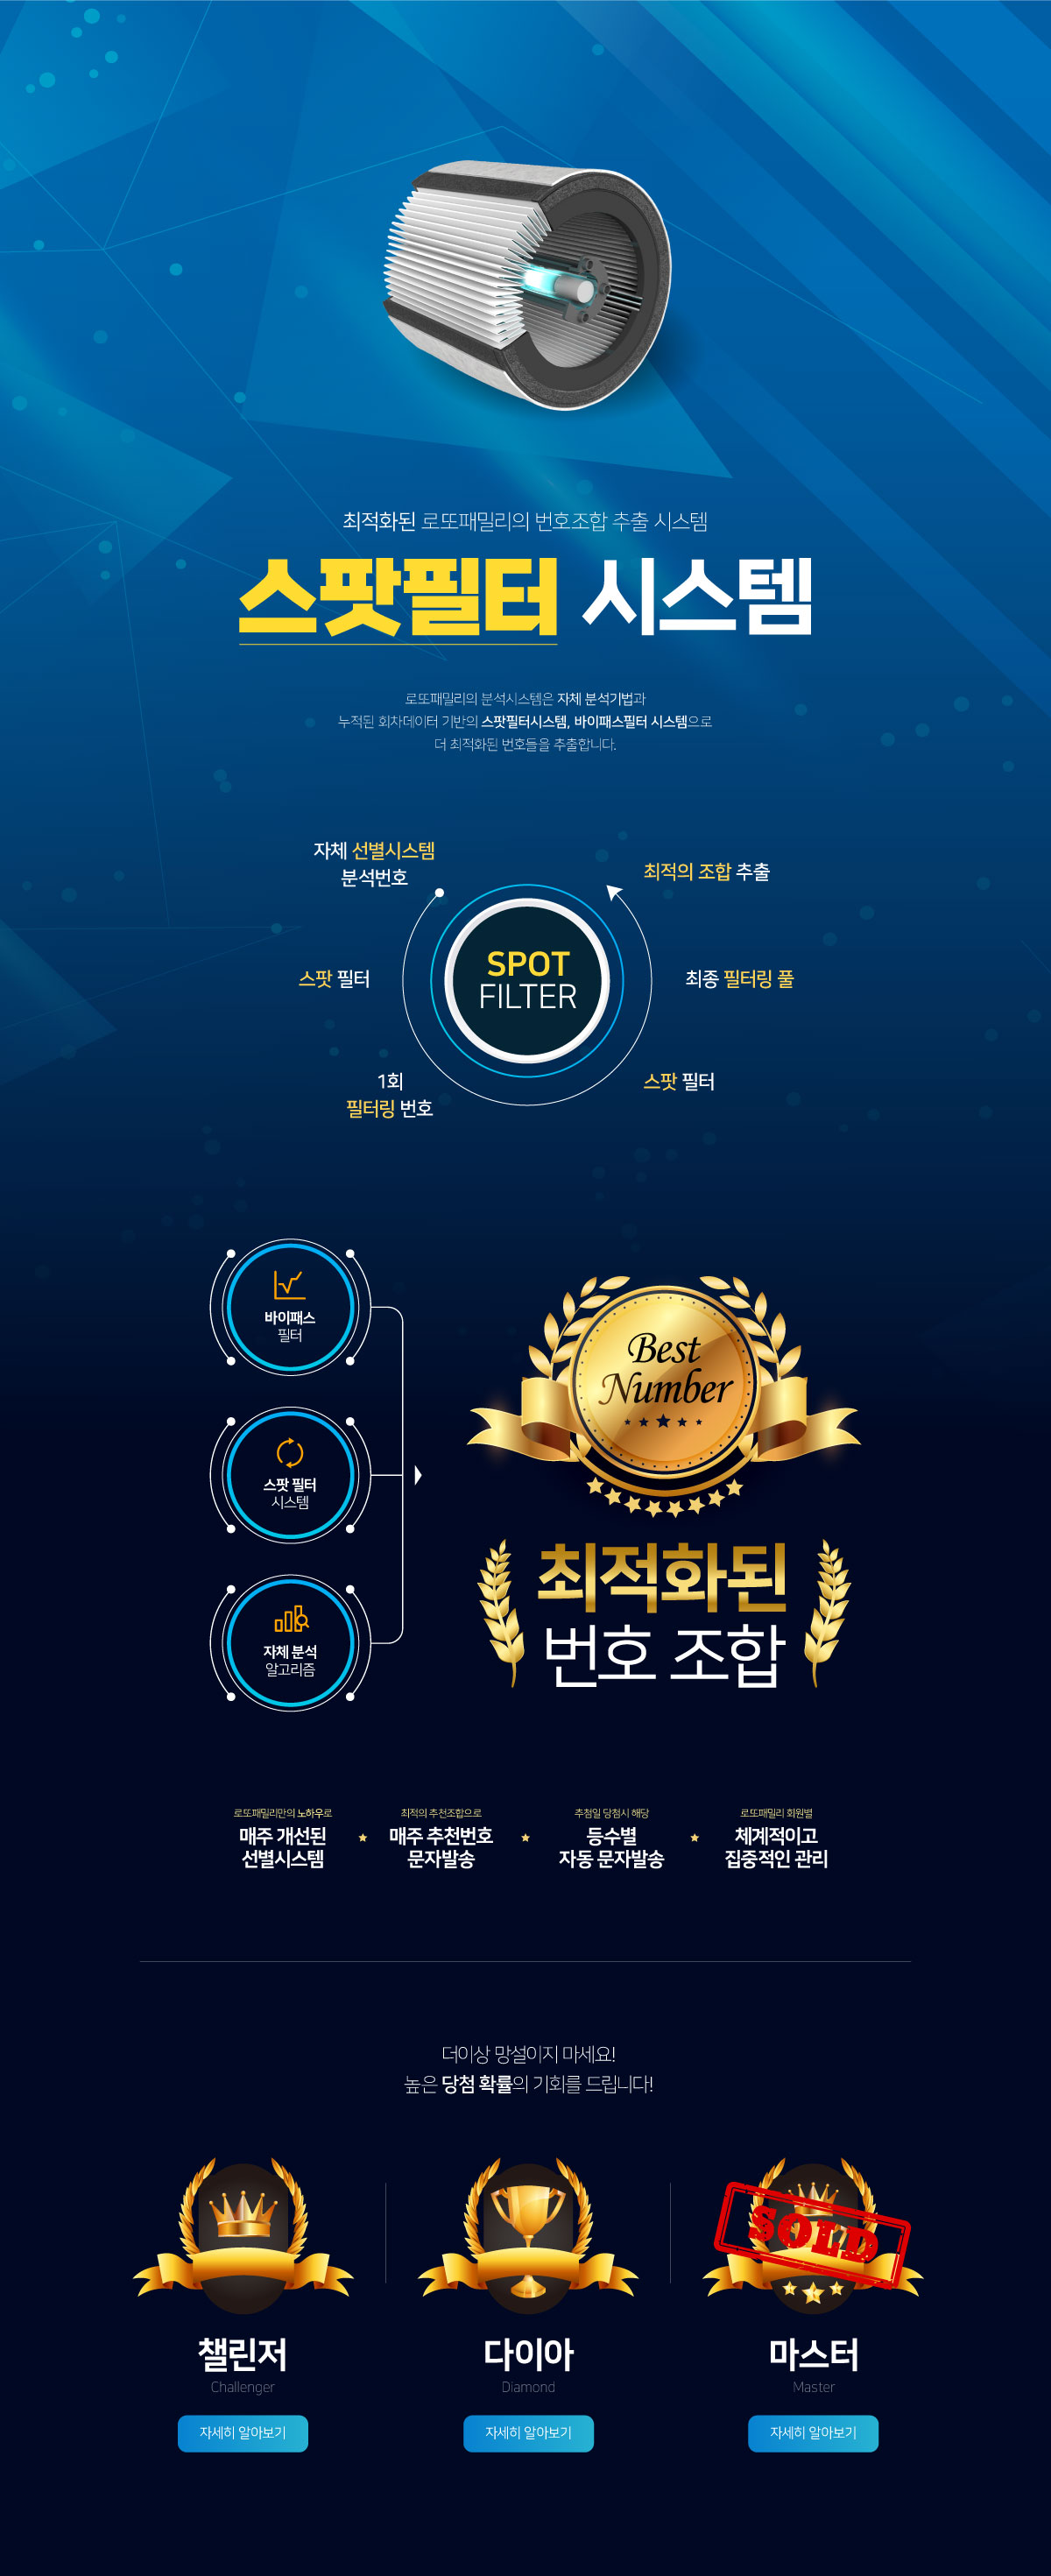 최적화된 로또패밀리의 번호조합 추출 시스템
스팟필터 시스템
로또패밀리의 분석시스템은 자체 분석기법과
누적된 회차데이터 기반의 스팟필터시스템, 바이패스필터 시스템으로
더 최적화된 번호들을 추출합니다.
자체 선별시스템
분석번호
최적의 조합 추출
스팟 필터
SPOT
FILTER
최종 필터링 풀
1회
필터링 번호
스팟 필터
바이패스
필터
스팟 필터
시스템
자체 분석
알고리즘
Best
Number
최적화된
번호 조합
로또패밀리만의 노하우로
매주 개선된
선별시스템
최적의 추천조합으로
매주 추천번호
문자발송
추첨일 당첨시 해당
등수별
자동 문자발송
로또패밀리 회원별
체계적이고
집중적인 관리
더이상 망설이지 마세요!
높은 당첨 확률의 기회를 드립니다!
챌린저
Challenger
자세히 알아보기
다이아
Diamond
자세히 알아보기
SOLD
마스터
Master
자세히 알아보기